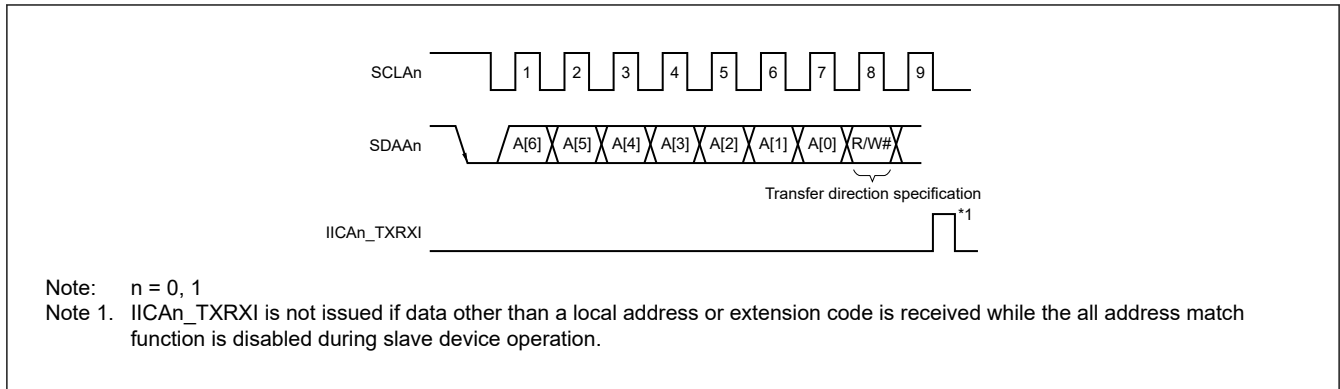 SCLAn 1 2 3 4 5 6 7 8 9
SDAAn A[6] A[5] A[4] A[3] A[2] A[1] A[0] R/W#
Transfer direction specification
*1
IICAn_TXRXI
Note: n = 0, 1
Note 1. IICAn_TXRXI is not issued if data other than a local address or extension code is received while the all address match
function is disabled during slave device operation.